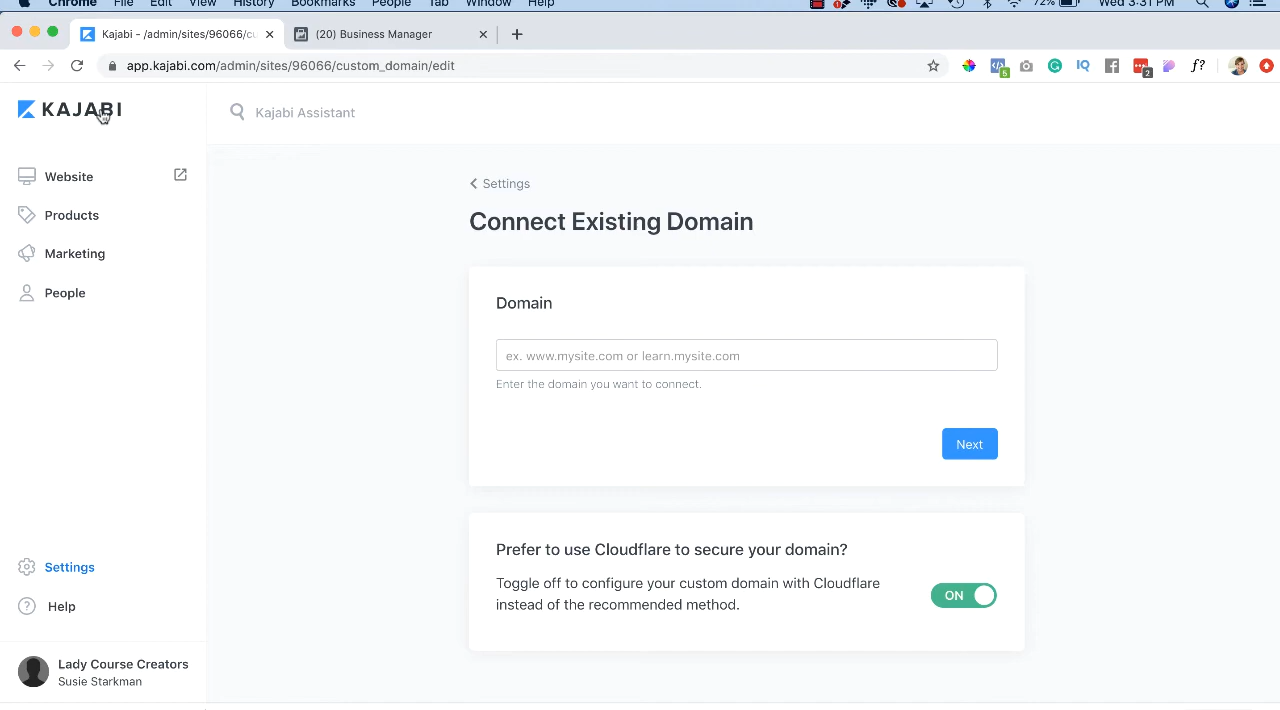 Chrome File Edit View History Bookmarks People Tab Window Help 72% Wed 3:31 PM
Kajabi - /admin/sites/96066/cu
(20) Business Manager
app.kajabi.com/admin/sites/96066/custom_domain/edit
5
IQ
2
f?
KAJABI
Kajabi Assistant
Website
Products
Marketing
People
Settings
Help
Lady Course Creators
Susie Starkman
Settings
Connect Existing Domain
Domain
ex. www.mysite.com or learn.mysite.com
Enter the domain you want to connect.
Next
Prefer to use Cloudflare to secure your domain?
Toggle off to configure your custom domain with Cloudflare
instead of the recommended method.
ON